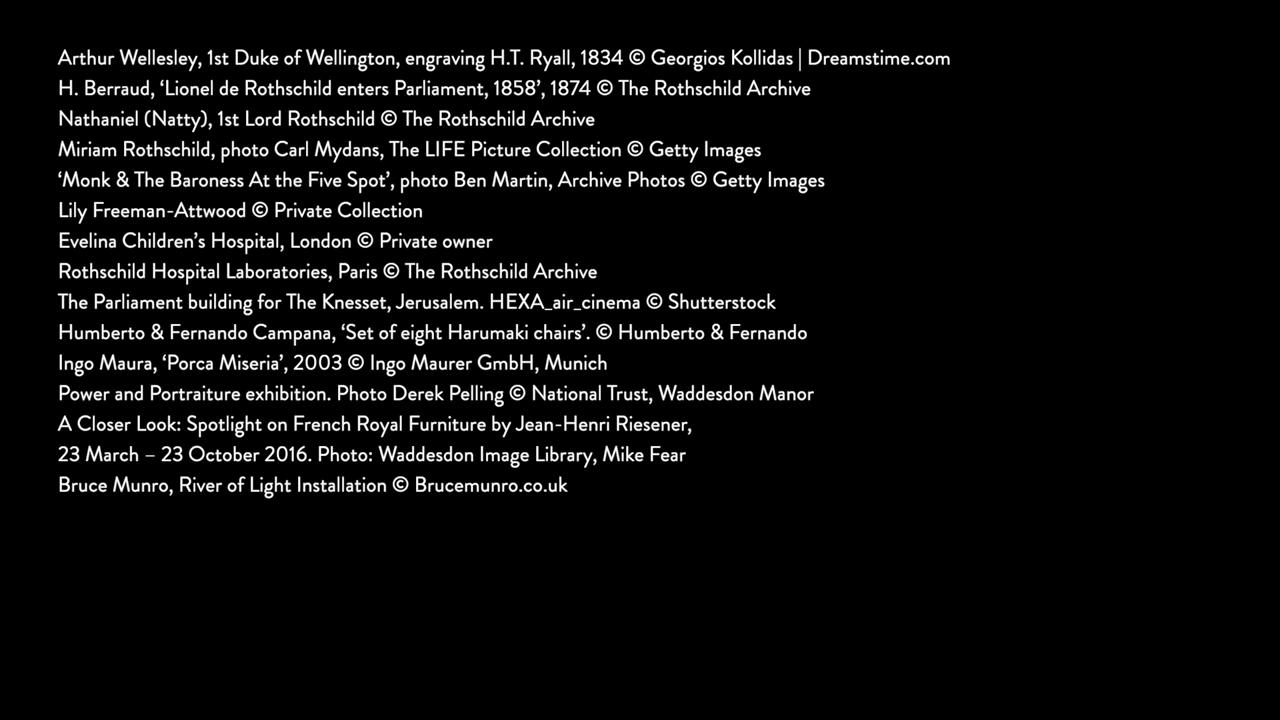 Arthur Wellesley, 1st Duke of Wellington, engraving H.T. Ryall, 1834 © Georgios Kollidas | Dreamstime.com
H. Berraud, ‘Lionel de Rothschild enters Parliament, 1858’, 1874 © The Rothschild Archive
Nathaniel (Natty), 1st Lord Rothschild © The Rothschild Archive
Miriam Rothschild, photo Carl Mydans, The LIFE Picture Collection © Getty Images
‘Monk & The Baroness At the Five Spot’, photo Ben Martin, Archive Photos © Getty Images
Lily Freeman-Attwood © Private Collection
Evelina Children’s Hospital, London © Private owner
Rothschild Hospital Laboratories, Paris © The Rothschild Archive
The Parliament building for The Knesset, Jerusalem. HEXA_air_cinema © Shutterstock
Humberto & Fernando Campana, ‘Set of eight Harumaki chairs’. © Humberto & Fernando
Ingo Maura, ‘Porca Miseria’, 2003 © Ingo Maurer GmbH, Munich
Power and Portraiture exhibition. Photo Derek Pelling © National Trust, Waddesdon Manor
A Closer Look: Spotlight on French Royal Furniture by Jean-Henri Riesener,
23 March – 23 October 2016. Photo: Waddesdon Image Library, Mike Fear
Bruce Munro, River of Light Installation © Brucemunro.co.uk